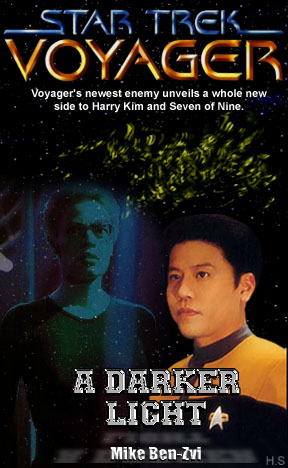 STAR TREK
VOYAGER
Voyager's newest enemy unveils a whole new
side to Harry Kim and Seven of Nine.
A DARKER
LIGHT
Mike Ben-Zvi
H.S